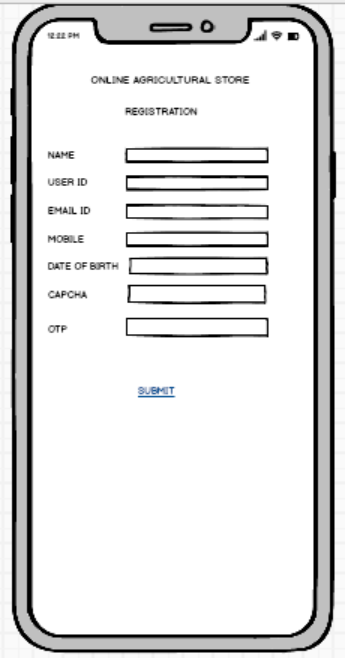 12:22 PM
ONLINE AGRICULTURAL STORE
REGISTRATION
NAME
USER ID
EMAIL ID
MOBILE
DATE OF BIRTH
CAPCHA
OTP
SUBMIT